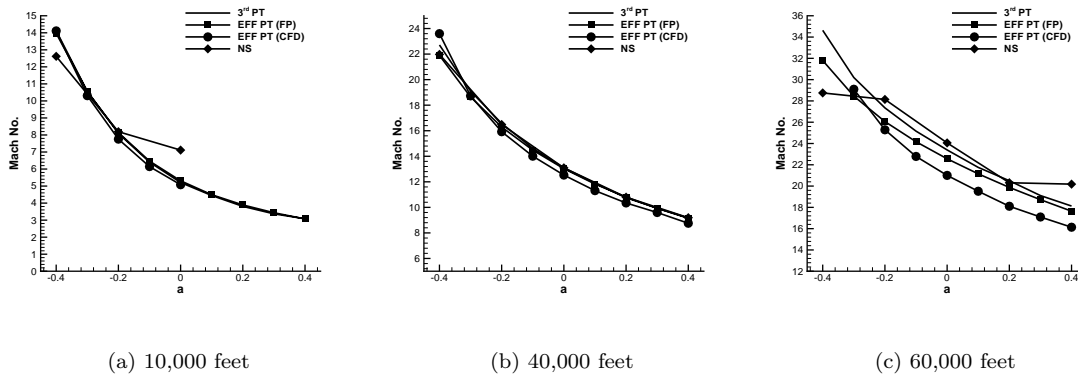 3rd PT
EFF PT (FP)
EFF PT (CFD)
NS
Mach No.
15
14
13
12
11
10
9
8
7
6
5
4
3
2
1
0
-0.4
-0.2
0
0.2
0.4
a
(a) 10,000 feet
3rd PT
EFF PT (FP)
EFF PT (CFD)
NS
Mach No.
24
22
20
18
16
14
12
10
8
6
-0.4
-0.2
0
0.2
0.4
a
(b) 40,000 feet
3rd PT
EFF PT (FP)
EFF PT (CFD)
NS
Mach No.
36
34
32
30
28
26
24
22
20
18
16
14
12
-0.4
-0.2
0
0.2
0.4
a
(c) 60,000 feet